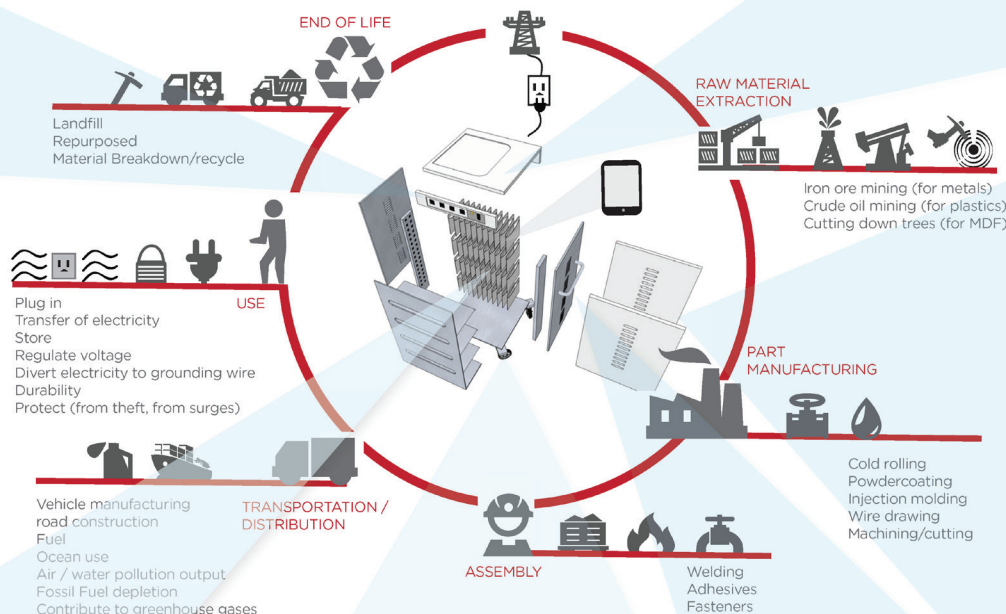 END OF LIFE
Landfill
Repurposed
Material Breakdown/recycle
RAW MATERIAL
EXTRACTION
Iron ore mining (for metals)
Crude oil mining (for plastics)
Cutting down trees (for MDF)
USE
Plug in
Transfer of electricity
Store
Regulate voltage
Divert electricity to grounding wire
Durability
Protect (from theft, from surges)
PART
MANUFACTURING
Cold rolling
Powdercoating
Injection molding
Wire drawing
Machining/cutting
TRANSPORTATION /
DISTRIBUTION
Vehicle manufacturing
road construction
Fuel
Ocean use
Air / water pollution output
Fossil Fuel depletion
Contribute to greenhouse gases
ASSEMBLY
Welding
Adhesives
Fasteners